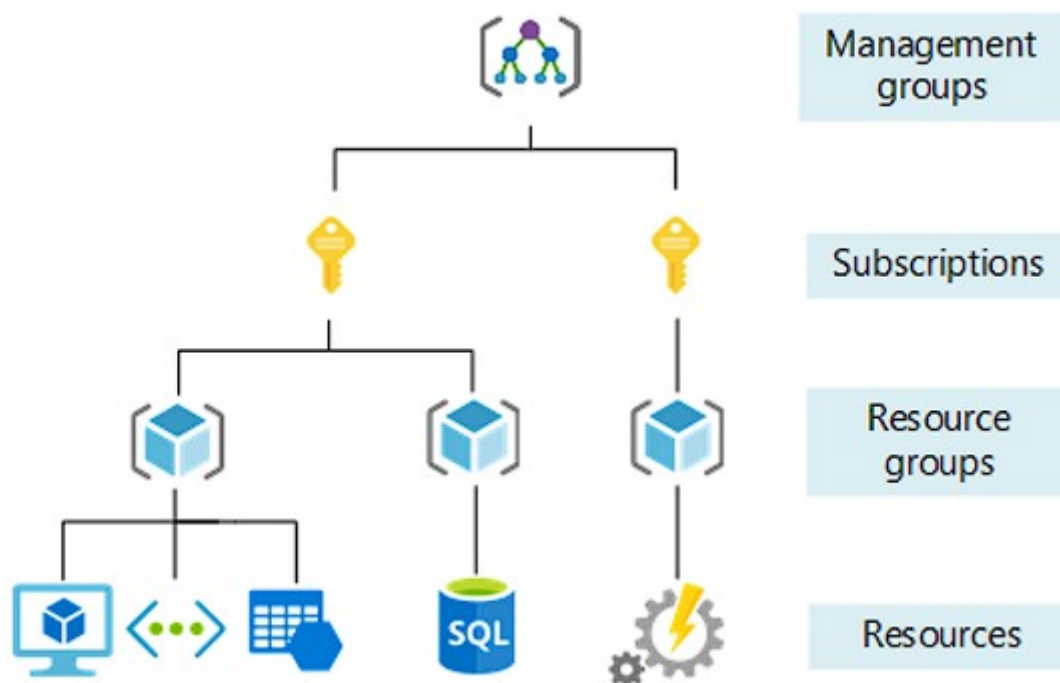 Management
groups
Subscriptions
Resource
groups
SQL
Resources